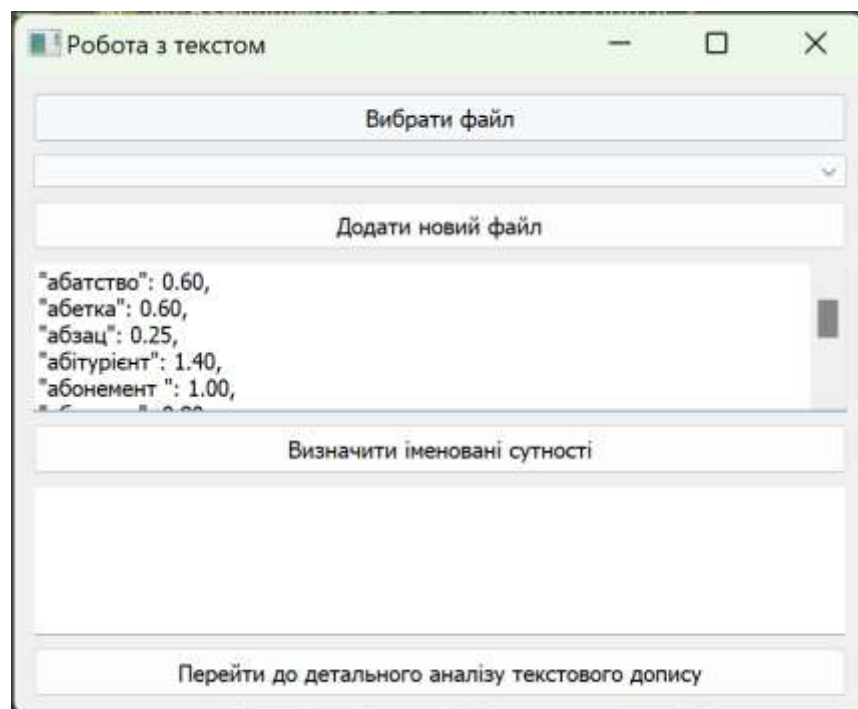 Робота з текстом
Вибрати файл
Додати новий файл
"абатство": 0.60,
"абетка": 0.60,
"абзац": 0.25,
"абітурієнт": 1.40,
"абонемент ": 1.00,
Визначити іменовані сутності
Перейти до детального аналізу текстового допису